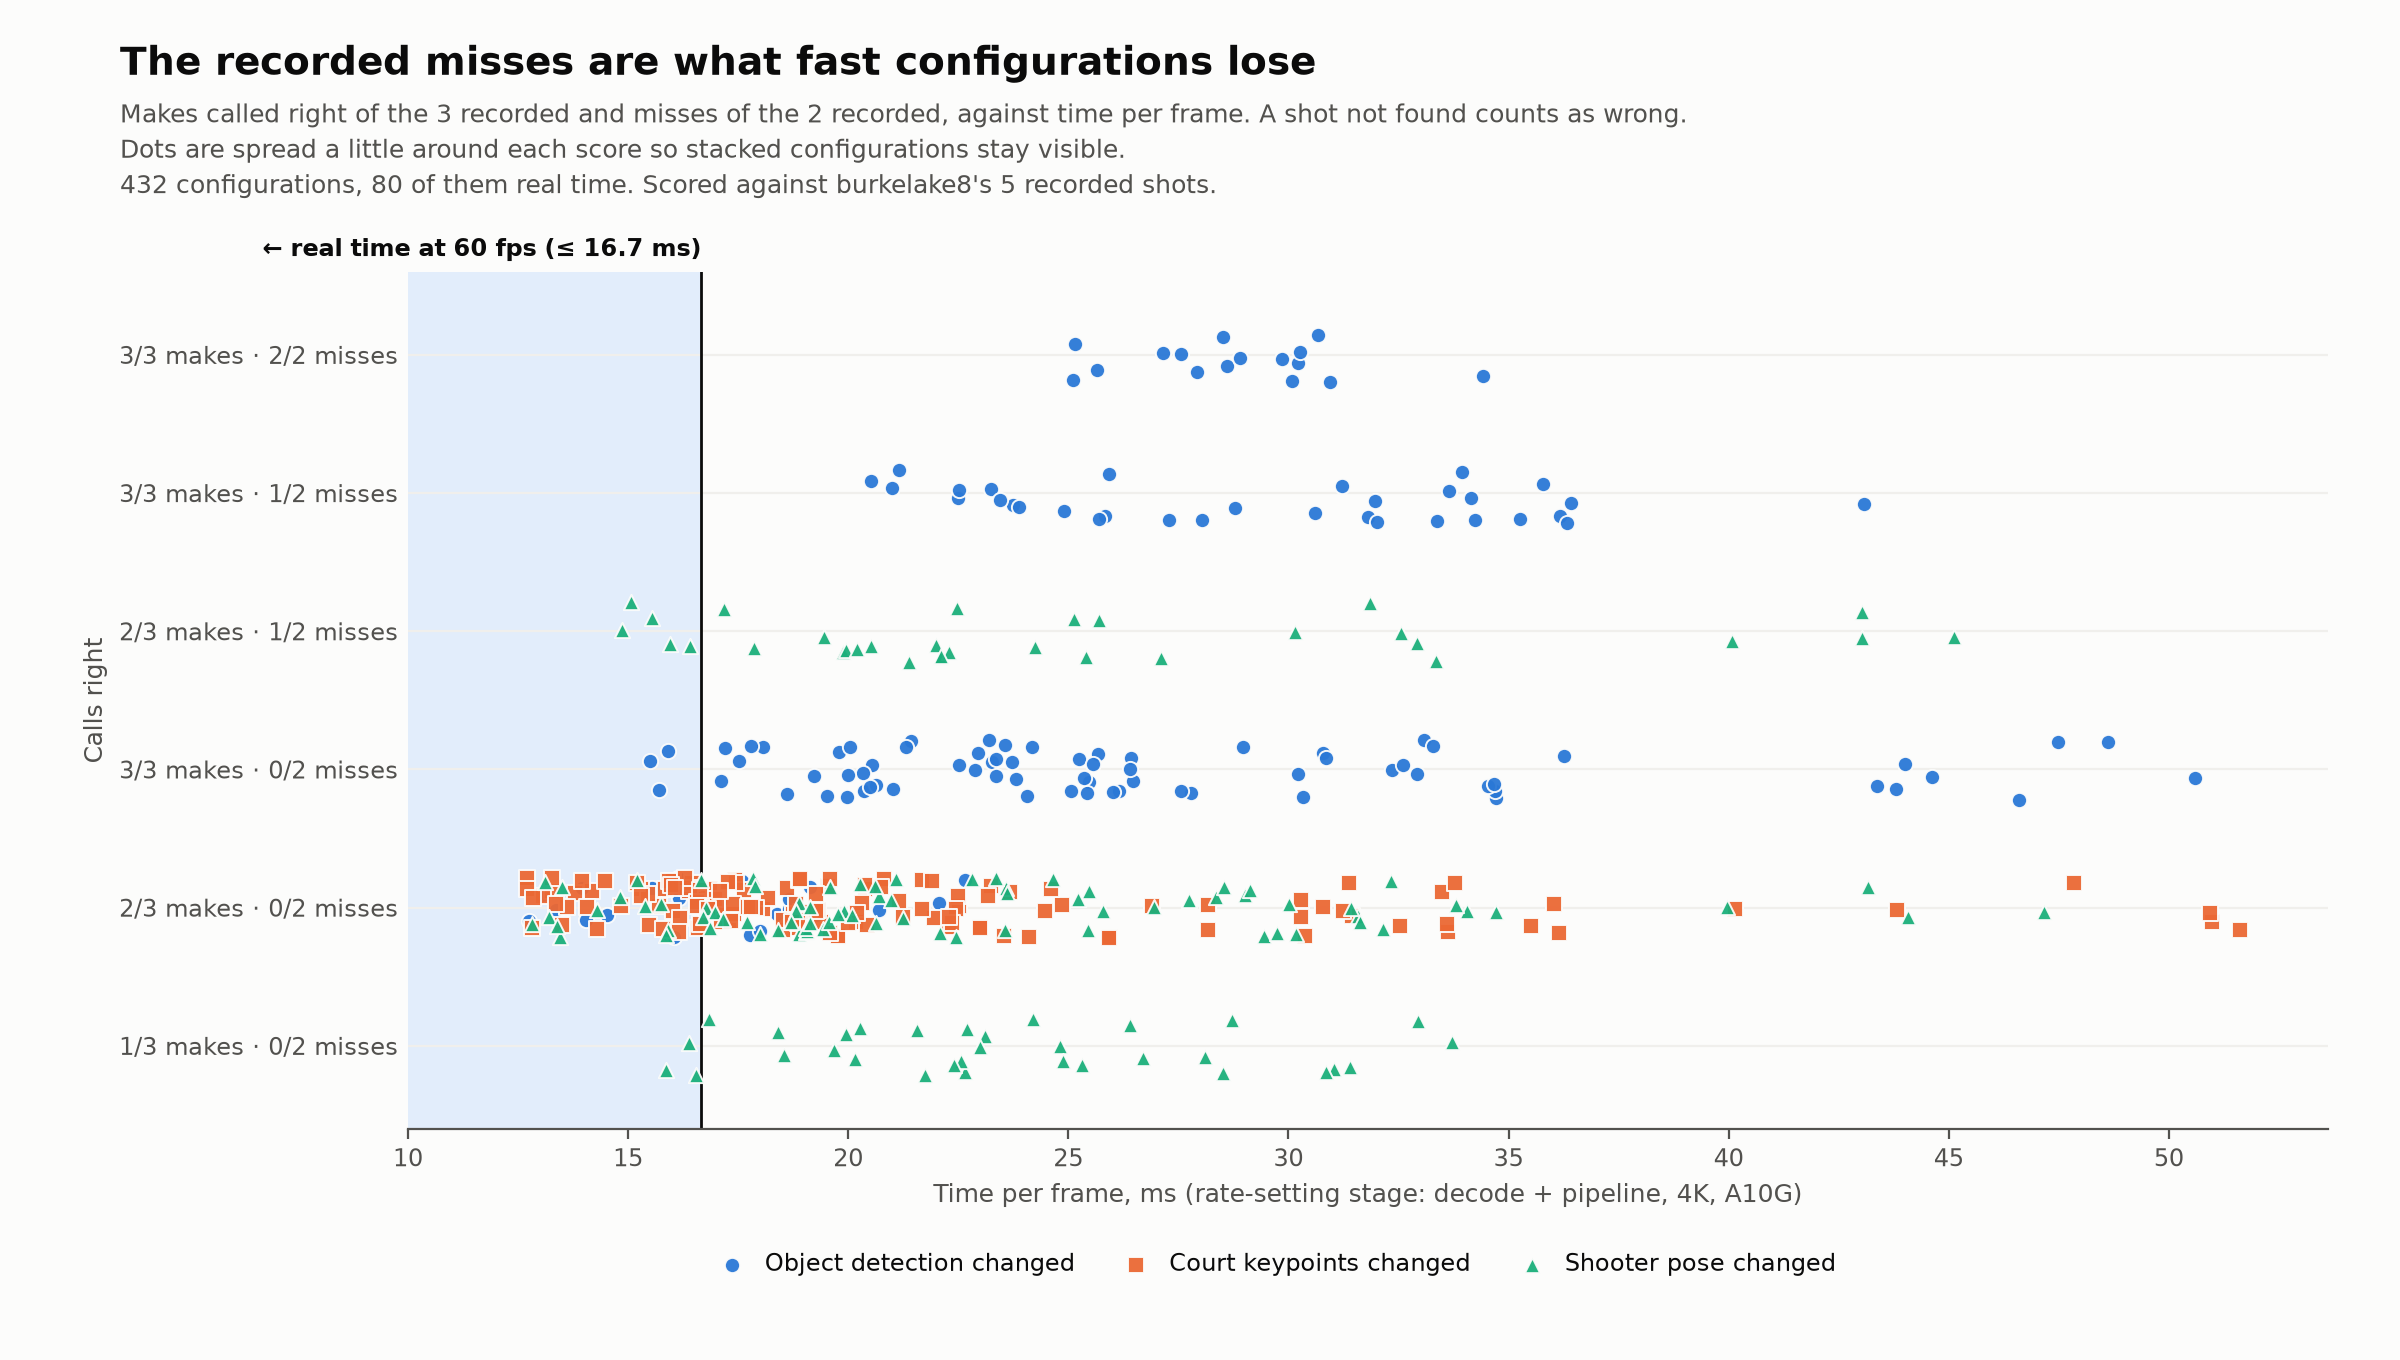 The recorded misses are what fast configurations lose
Makes called right of the 3 recorded and misses of the 2 recorded, against time per frame. A shot not found counts as wrong.
Dots are spread a little around each score so stacked configurations stay visible.
432 configurations, 80 of them real time. Scored against burkelake8's 5 recorded shots.
← real time at 60 fps (≤ 16.7 ms)
3/3 makes · 2/2 misses
3/3 makes · 1/2 misses
2/3 makes · 1/2 misses
3/3 makes · 0/2 misses
2/3 makes · 0/2 misses
1/3 makes · 0/2 misses
Calls right
10 15 20 25 30 35 40 45 50
Time per frame, ms (rate-setting stage: decode + pipeline, 4K, A10G)
Object detection changed Court keypoints changed Shooter pose changed